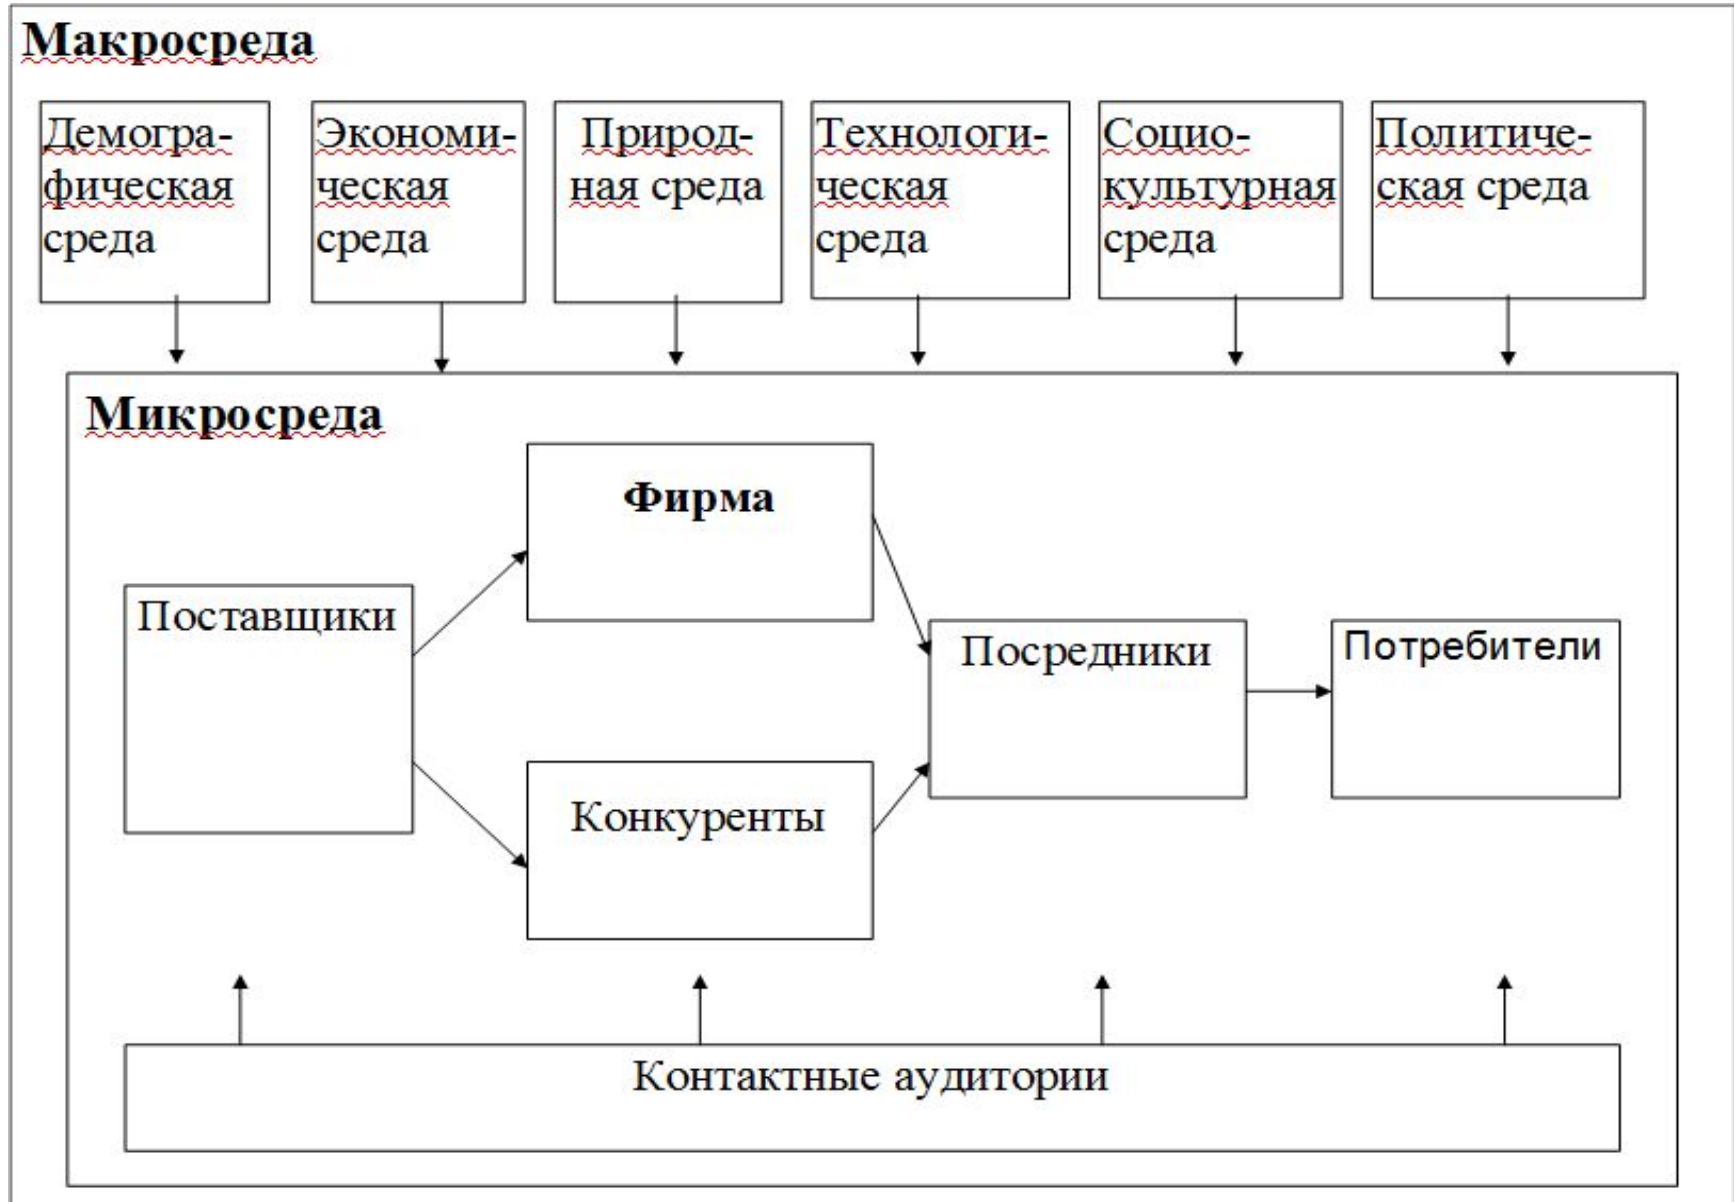 Макросреда
Демогра-
фическая
среда
Экономи-
ческая
среда
Природ-
ная среда
Технологи-
ческая
среда
Социо-
культурная
среда
Политиче-
ская среда
Микросреда
Фирма
Поставщики
Посредники
Потребители
Конкуренты
Контактные аудитории